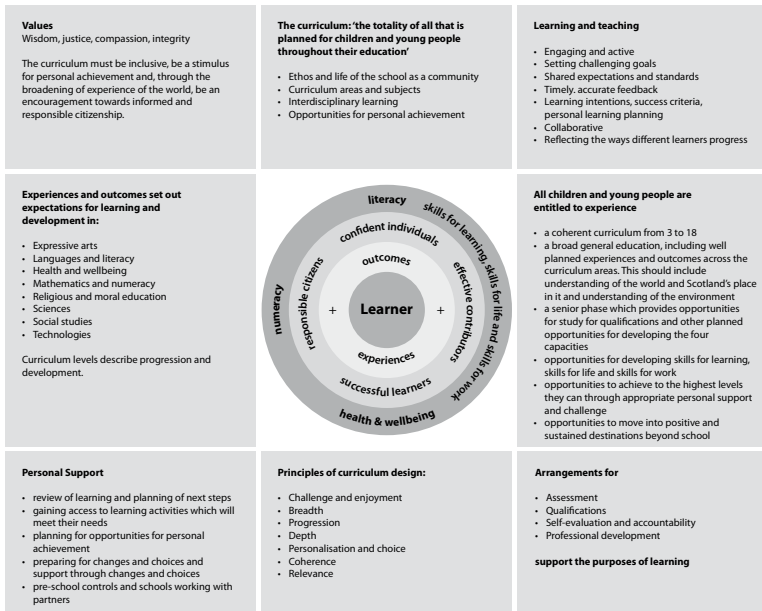 Values
Wisdom, justice, compassion, integrity
The curriculum must be inclusive, be a stimulus
for personal achievement and, through the
broadening of experience of the world, be an
encouragement towards informed and
responsible citizenship.
The curriculum: ‘the totality of all that is
planned for children and young people
throughout their education’
• Ethos and life of the school as a community
• Curriculum areas and subjects
• Interdisciplinary learning
• Opportunities for personal achievement
Learning and teaching
• Engaging and active
• Setting challenging goals
• Shared expectations and standards
• Timely. accurate feedback
• Learning intentions, success criteria,
personal learning planning
• Collaborative
• Reflecting the ways different learners progress
Experiences and outcomes set out
expectations for learning and
development in:
• Expressive arts
• Languages and literacy
• Health and wellbeing
• Mathematics and numeracy
• Religious and moral education
• Sciences
• Social studies
• Technologies
Curriculum levels describe progression and
development.
literacy
skills for learning, skills for life and skills for work
health & wellbeing
numeracy
confident individuals
effective contributors
successful learners
responsible citizens
outcomes
+ Learner +
experiences
All children and young people are
entitled to experience
• a coherent curriculum from 3 to 18
• a broad general education, including well
planned experiences and outcomes across the
curriculum areas. This should include
understanding of the world and Scotland’s place
in it and understanding of the environment
• a senior phase which provides opportunities
for study for qualifications and other planned
opportunities for developing the four
capacities
• opportunities for developing skills for learning,
skills for life and skills for work
• opportunities to achieve to the highest levels
they can through appropriate personal support
and challenge
• opportunities to move into positive and
sustained destinations beyond school
Personal Support
• review of learning and planning of next steps
• gaining access to learning activities which will
meet their needs
• planning for opportunities for personal
achievement
• preparing for changes and choices and
support through changes and choices
• pre-school controls and schools working with
partners
Principles of curriculum design:
• Challenge and enjoyment
• Breadth
• Progression
• Depth
• Personalisation and choice
• Coherence
• Relevance
Arrangements for
• Assessment
• Qualifications
• Self-evaluation and accountability
• Professional development
support the purposes of learning